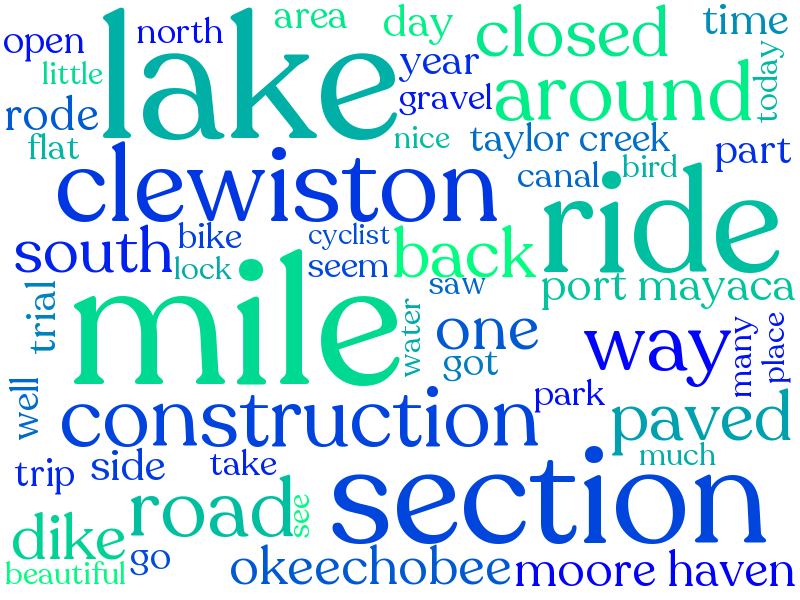 open
north
area
day
closed
time
lake
little
year
gravel
around
today
rode
flat
nice
taylor creek
part
clewiston
canal
bird
ride
south
bike
cyclist
back
lock
seem
saw
port mayaca
trial
mile
water
one
got
way
many
place
well
construction
park
paved
trip
side
take
much
road
see
section
dike
go
okeechobee
moore haven
beautiful